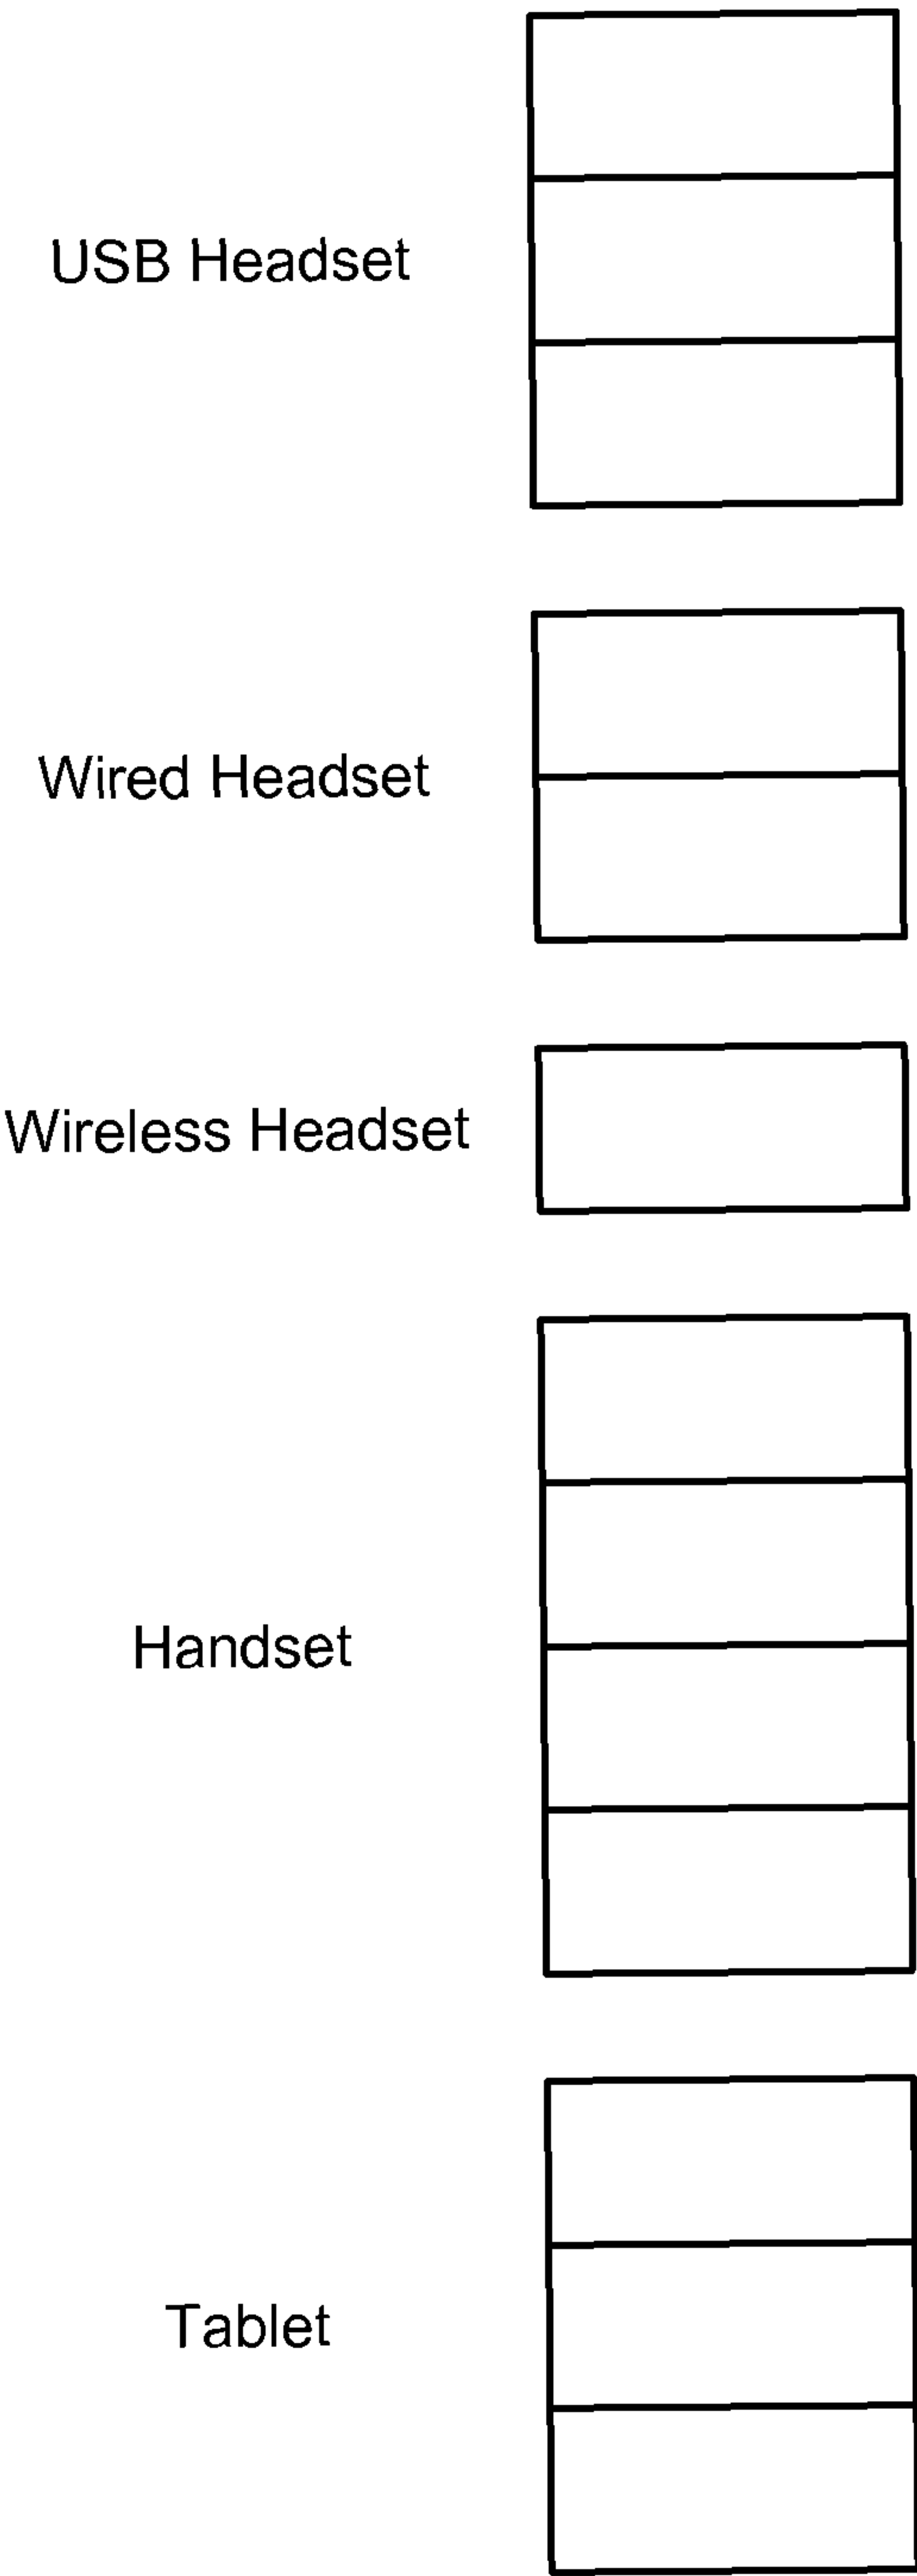 USB Headset
Wired Headset
Wireless Headset
Handset
Tablet